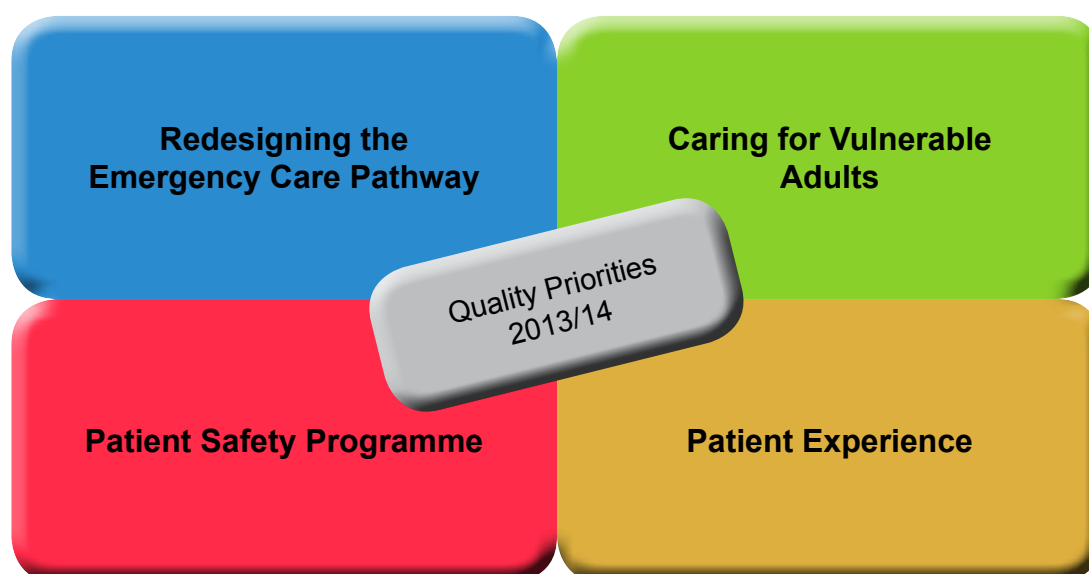 Redesigning the
Emergency Care Pathway
Caring for Vulnerable
Adults
Quality Priorities
2013/14
Patient Safety Programme
Patient Experience